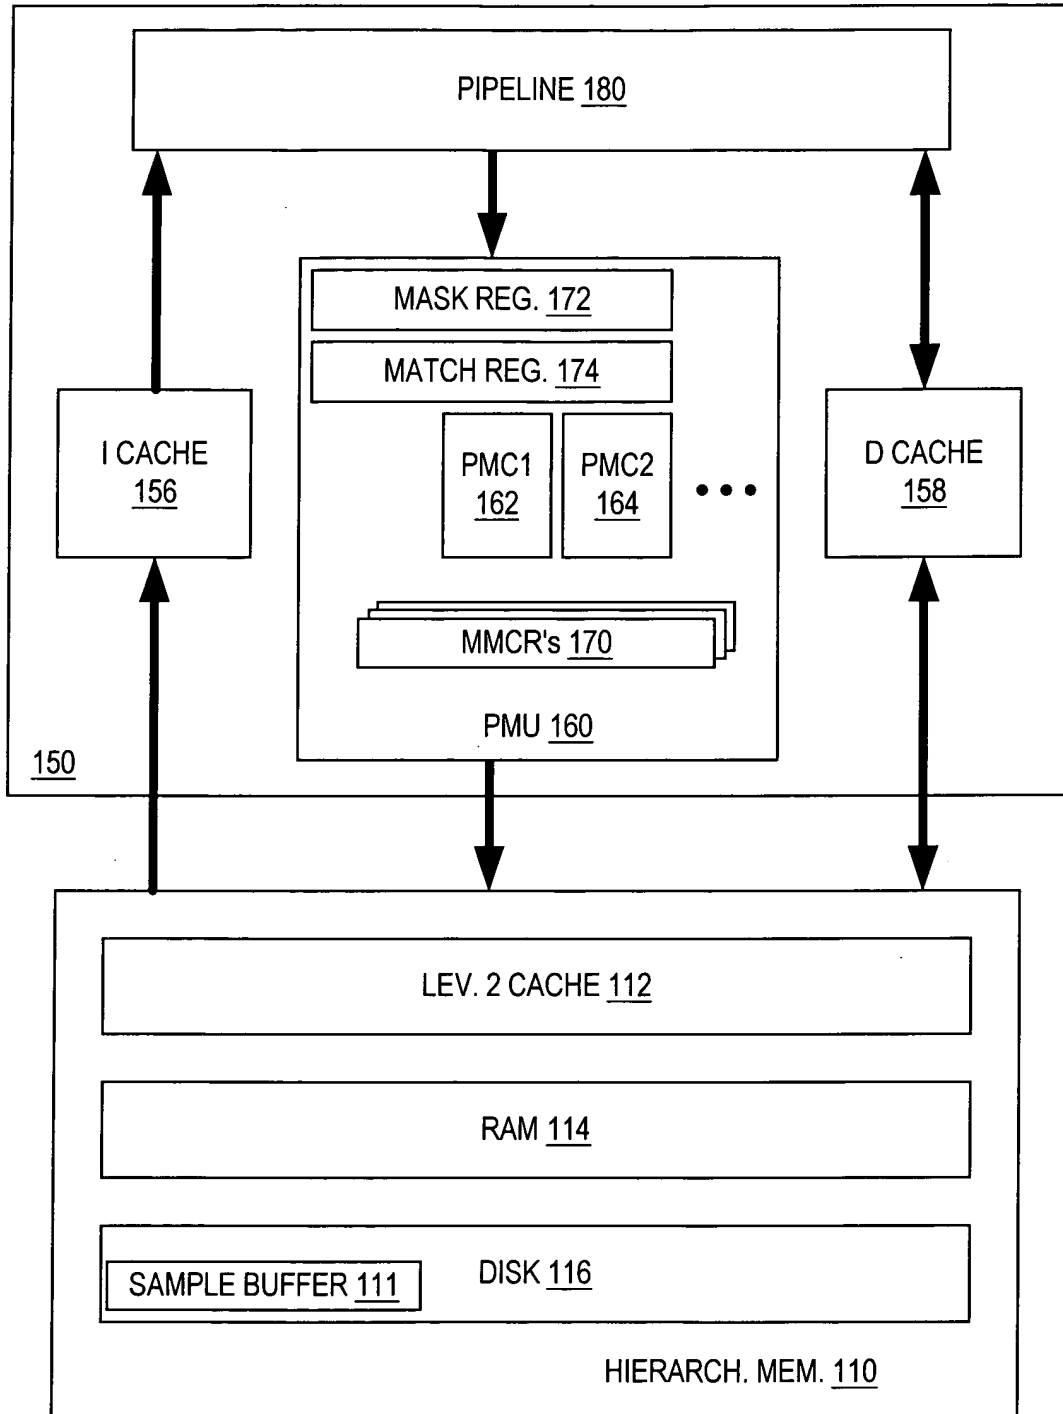 PIPELINE 180
MASK REG. 172
MATCH REG. 174
I CACHE
156
PMC1
162
PMC2
164
D CACHE
158
MMCR's 170
PMU 160
150
LEV. 2 CACHE 112
RAM 114
SAMPLE BUFFER 111
DISK 116
HIERARCH. MEM. 110